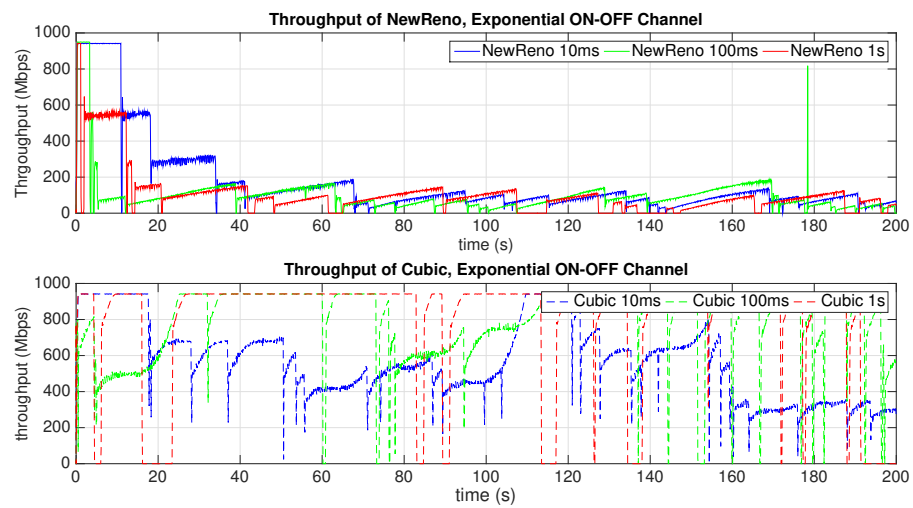 Throughput of NewReno, Exponential ON-OFF Channel
1000
800
600
400
200
0
Thrgoughput (Mbps)
NewReno 10ms NewReno 100ms NewReno 1s
0 20 40 60 80 100 120 140 160 180 200
time (s)
Throughput of Cubic, Exponential ON-OFF Channel
1000
800
600
400
200
0
throughput (Mbps)
Cubic 10ms Cubic 100ms Cubic 1s
0 20 40 60 80 100 120 140 160 180 200
time (s)